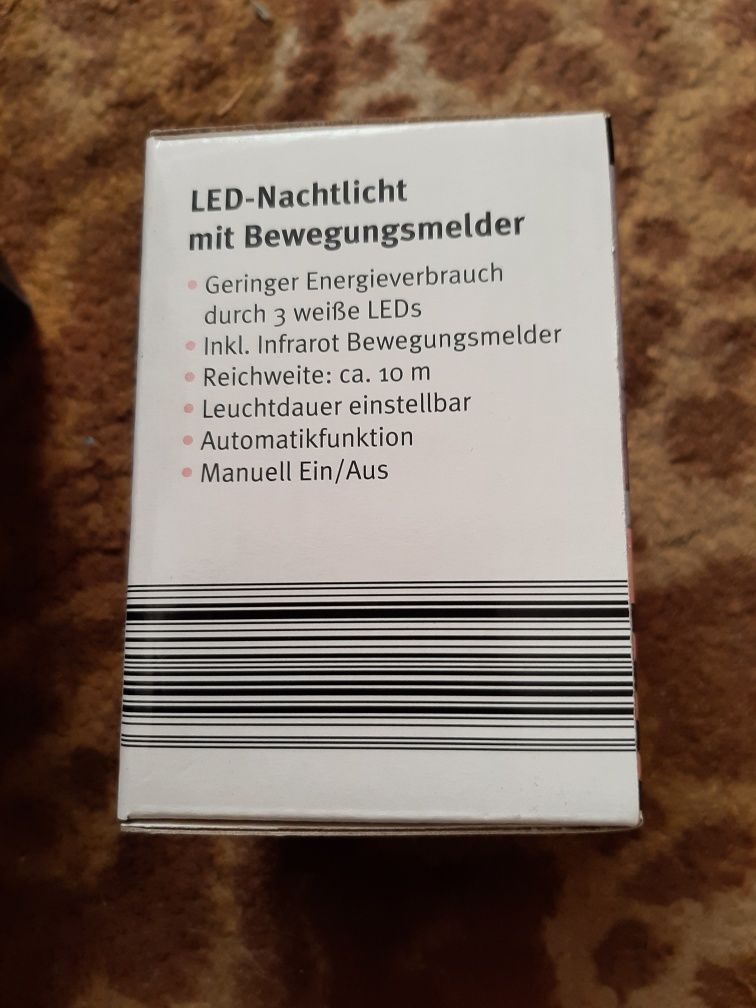 LED-Nachtlicht
mit Bewegungsmelder
• Geringer Energieverbrauch
durch 3 weiße LEDs
• Inkl. Infrarot Bewegungsmelder
• Reichweite: ca. 10 m
• Leuchtdauer einstellbar
• Automatikfunktion
• Manuell Ein/Aus